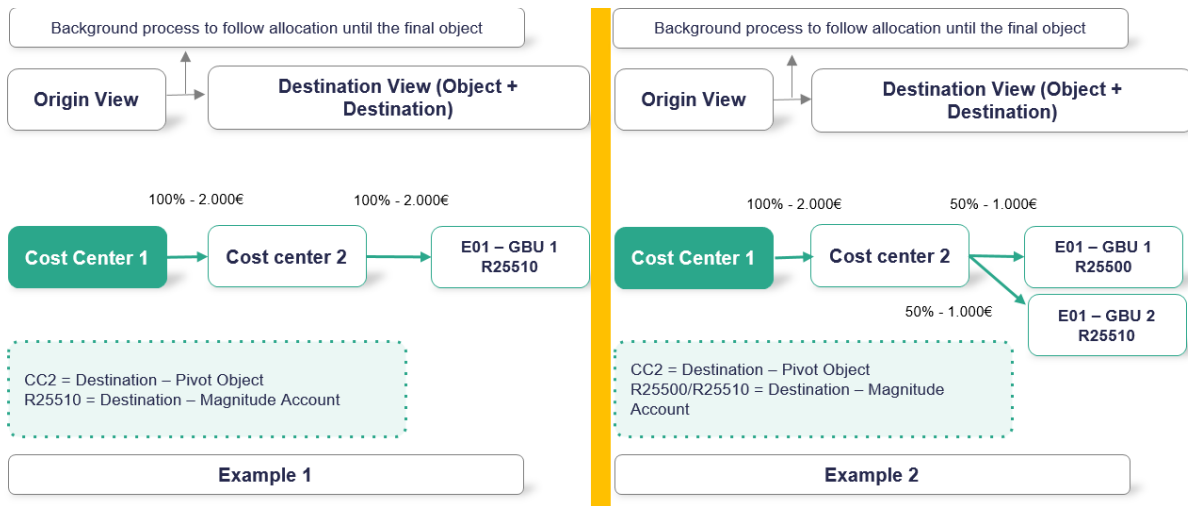 Background process to follow allocation until the final object
Origin View
Destination View (Object +
Destination)
100% - 2.000€
100% - 2.000€
Cost Center 1
Cost center 2
E01 – GBU 1
R25510
CC2 = Destination – Pivot Object
R25510 = Destination – Magnitude Account
Example 1
Background process to follow allocation until the final object
Origin View
Destination View (Object +
Destination)
100% - 2.000€
50% - 1.000€
Cost Center 1
Cost center 2
E01 – GBU 1
R25500
50% - 1.000€
E01 – GBU 2
R25510
CC2 = Destination – Pivot Object
R25500/R25510 = Destination – Magnitude
Account
Example 2